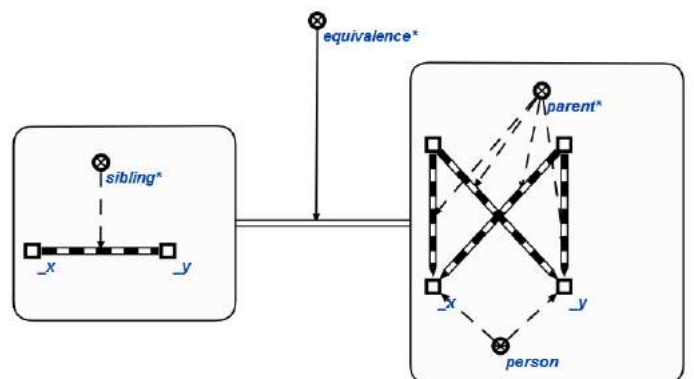 equivalence*
parent*
sibling*
_x
_y
_x
_y
person